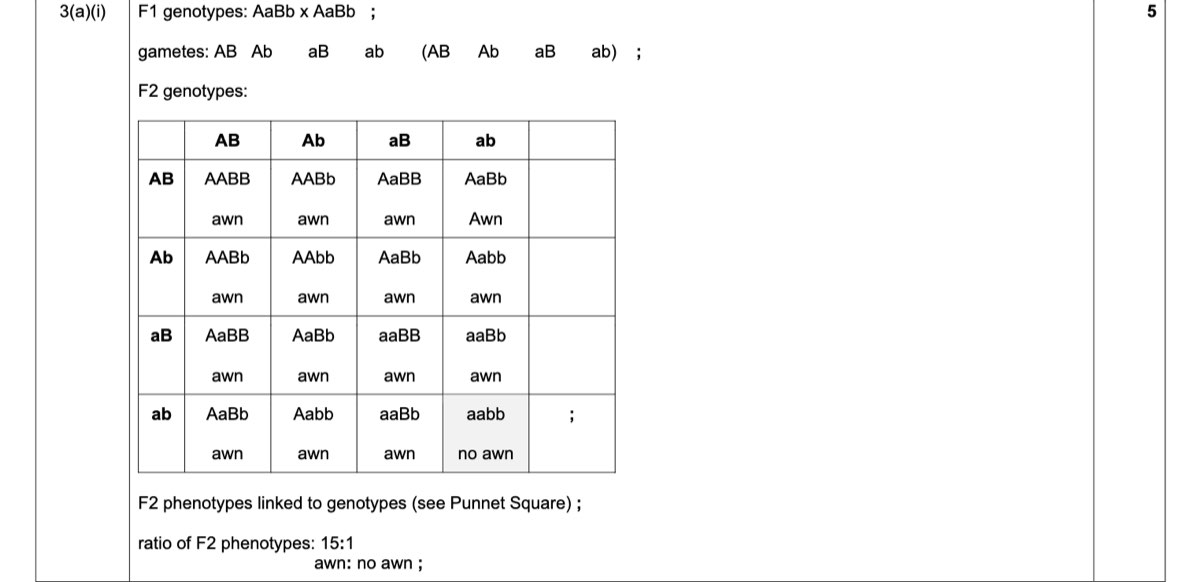 3(a)(i) F1 genotypes: AaBb x AaBb ; 5
gametes: AB Ab aB ab (AB Ab aB ab) ;
F2 genotypes:
AB Ab aB ab
AB AABB AABb AaBB AaBb
awn awn awn Awn
Ab AABb AAbb AaBb Aabb
awn awn awn awn
aB AaBB AaBb aaBB aaBb
awn awn awn awn
ab AaBb Aabb aaBb aabb ;
awn awn awn no awn
F2 phenotypes linked to genotypes (see Punnet Square) ;
ratio of F2 phenotypes: 15:1
awn: no awn ;